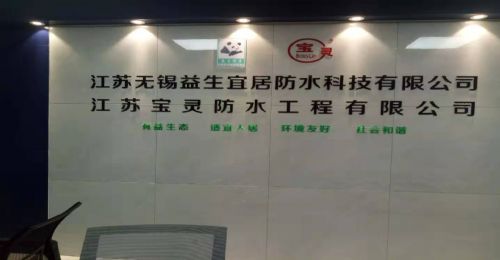 宝灵
江苏无锡益生宜居防水科技有限公司
江苏宝灵防水工程有限公司
有益生态 适宜人居 环境友好 社会和谐